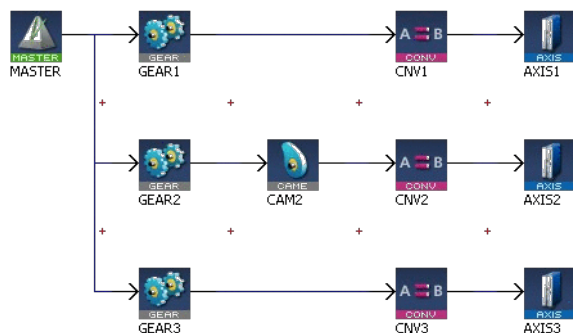 MASTER GEAR A B CONV AXIS
MASTER GEAR1 CNV1 AXIS1
GEAR CAME A B CONV AXIS
GEAR2 CAM2 CNV2 AXIS2
GEAR A B CONV AXIS
GEAR3 CNV3 AXIS3